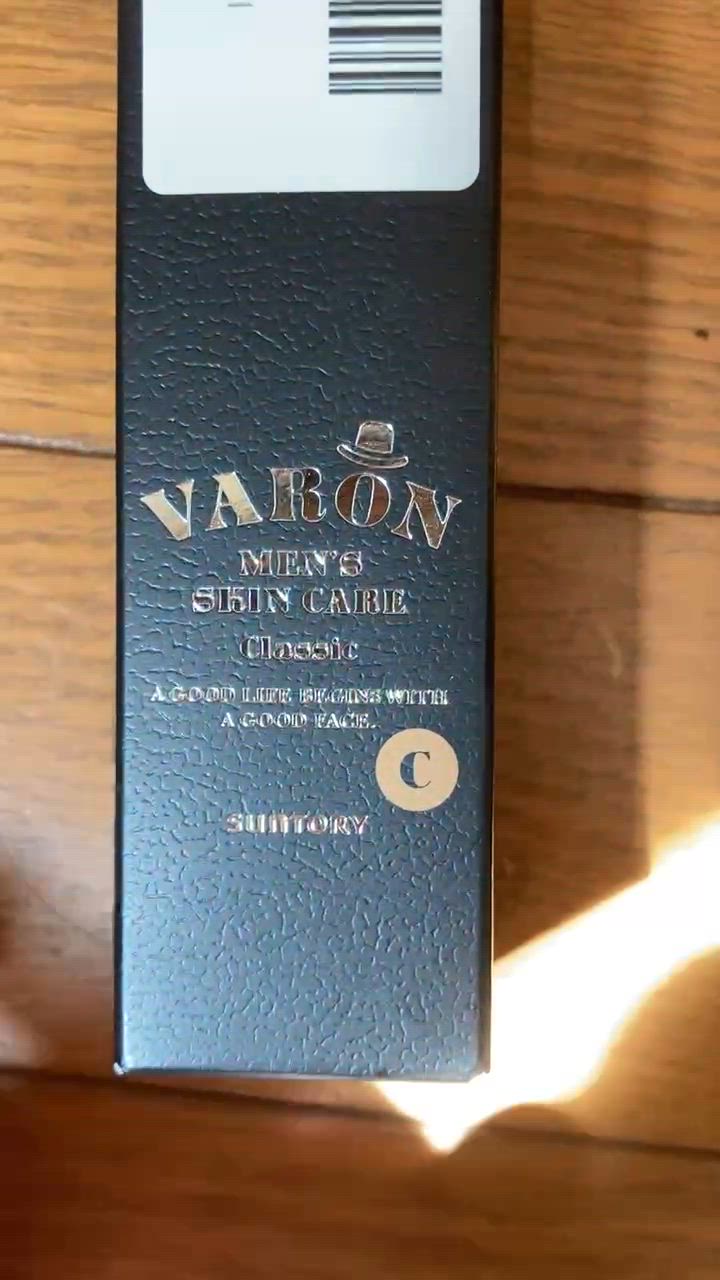 VARON
MEN'S
SKIN CARE
Classic
A GOOD LIFE BEGINS WITH
A GOOD FACE.
C
SUNTORY